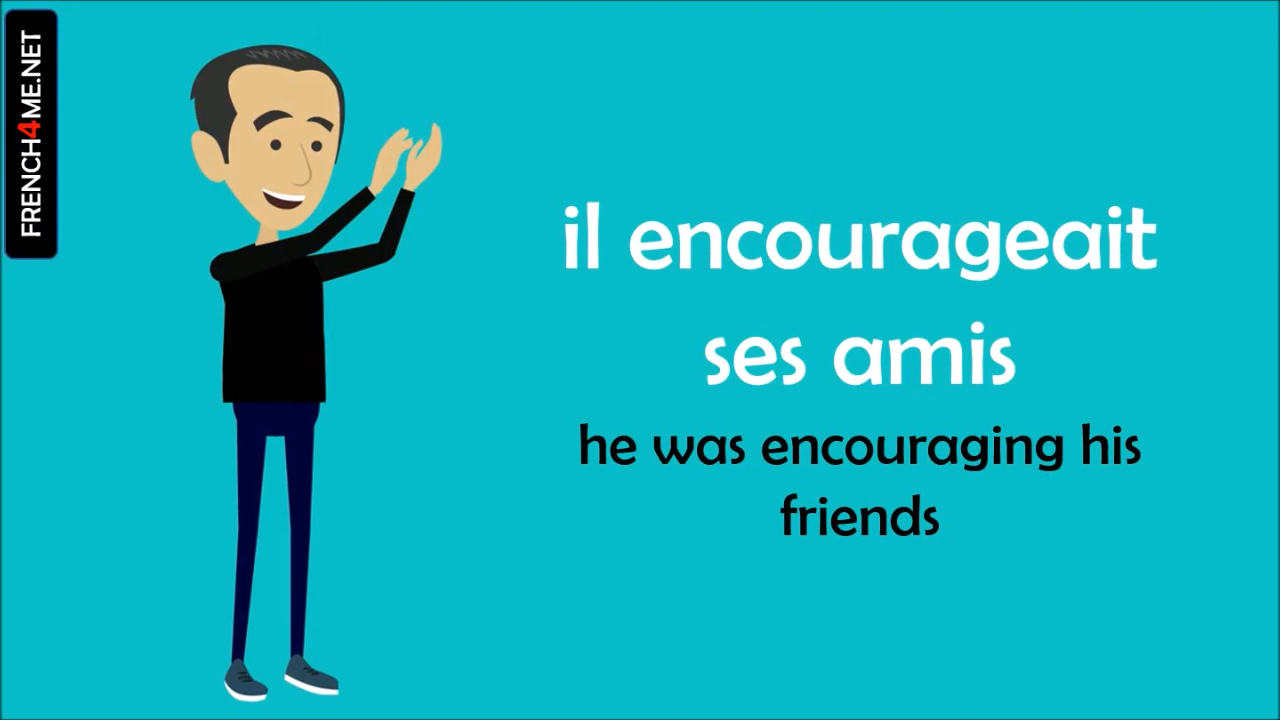 FRENCH4ME.NET
il encourageait
ses amis
he was encouraging his
friends